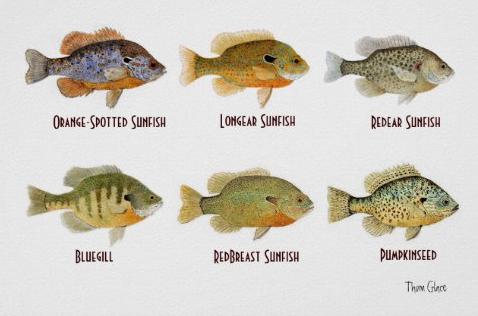 Orange-Spotted Sunfish
Longear Sunfish
Redear Sunfish
Bluegill
RedBreast Sunfish
Pumpkinseed
Thom Glace